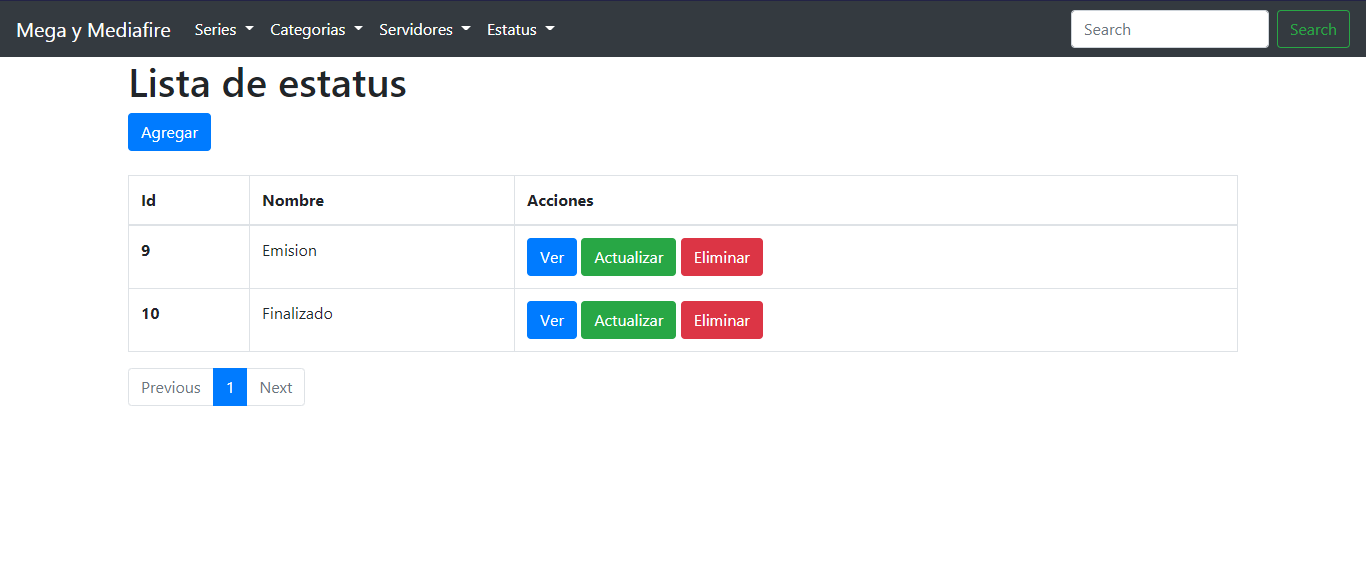 Mega y Mediafire Series Categorias Servidores Estatus Search Search
Lista de estatus
Agregar
Id Nombre Acciones
9 Emision Ver Actualizar Eliminar
10 Finalizado Ver Actualizar Eliminar
Previous 1 Next